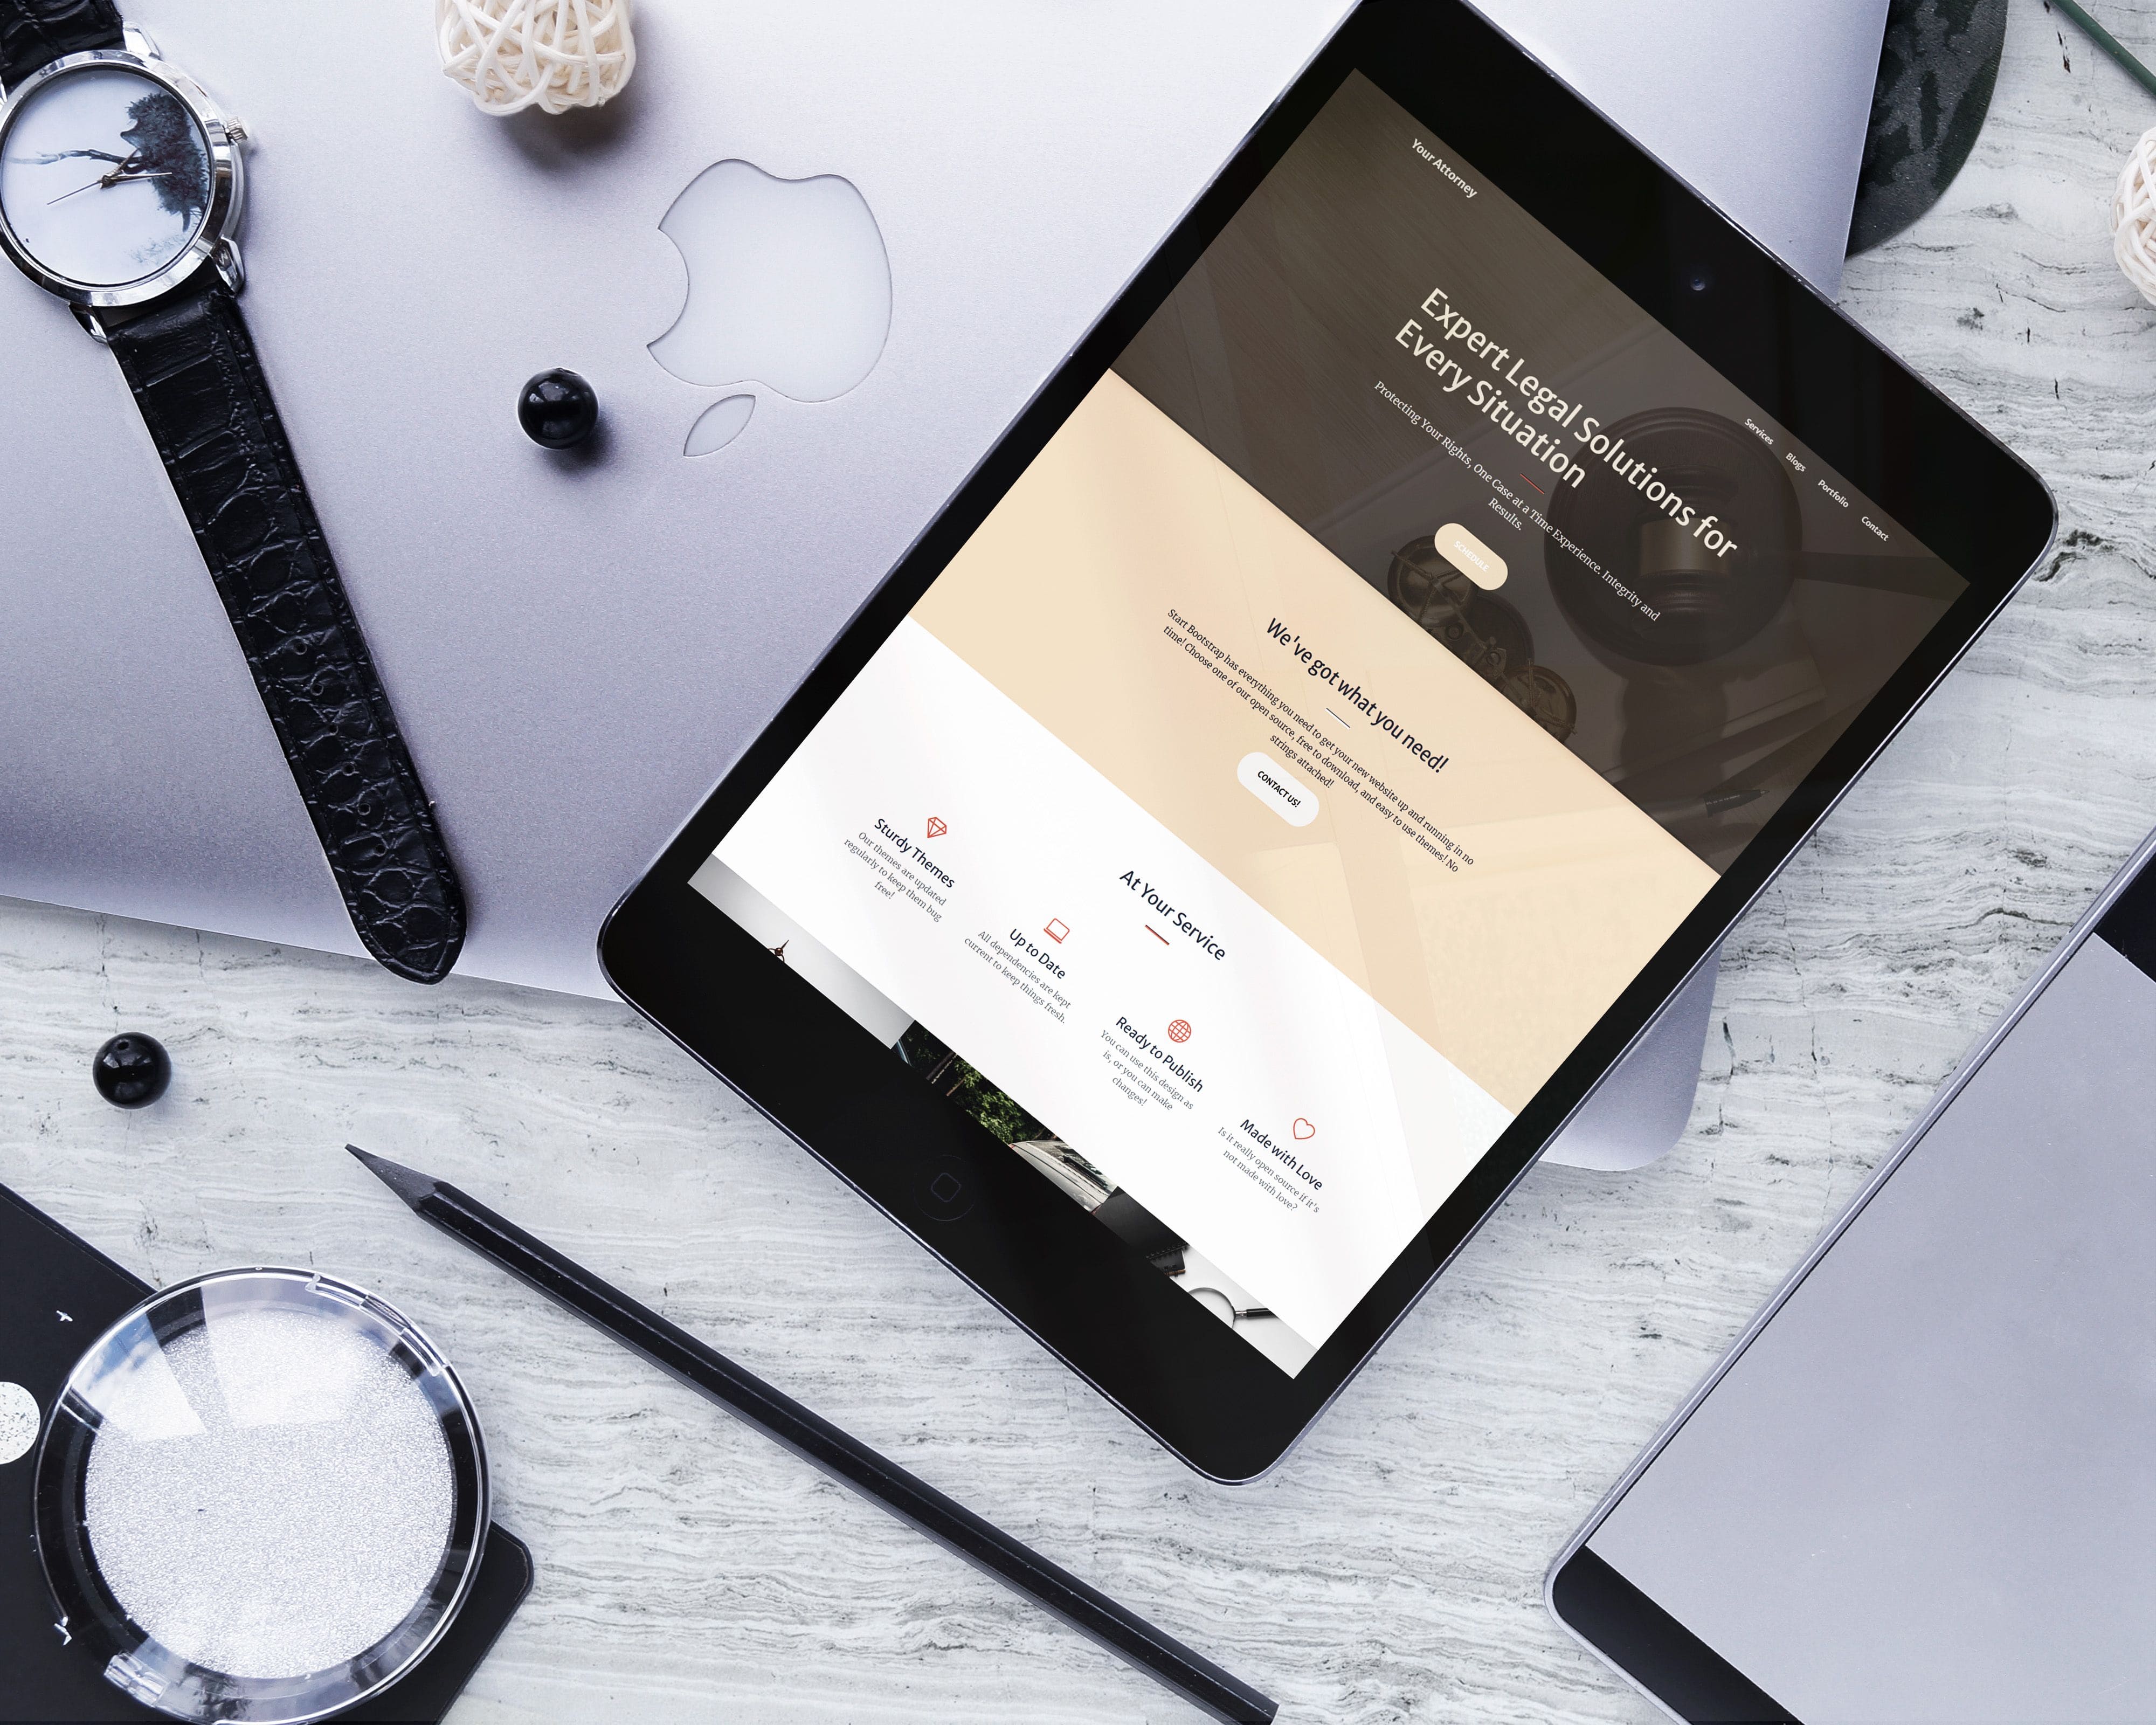 Your Attorney
Services Blogs Portfolio Contact
Expert Legal Solutions for
Every Situation
Protecting Your Rights, One Case at a Time Experience. Integrity and
Results.
SCHEDULE
We've got what you need!
Start Bootstrap has everything you need to get your new website up and running in no
time! Choose one of our open source, free to download, and easy to use themes! No
strings attached!
CONTACT US!
At Your Service
Sturdy Themes
Our themes are updated
regularly to keep them bug
free!
Up to Date
All dependencies are kept
current to keep things fresh.
Ready to Publish
You can use this design as
is, or you can make
changes!
Made with Love
Is it really open source if it's
not made with love?